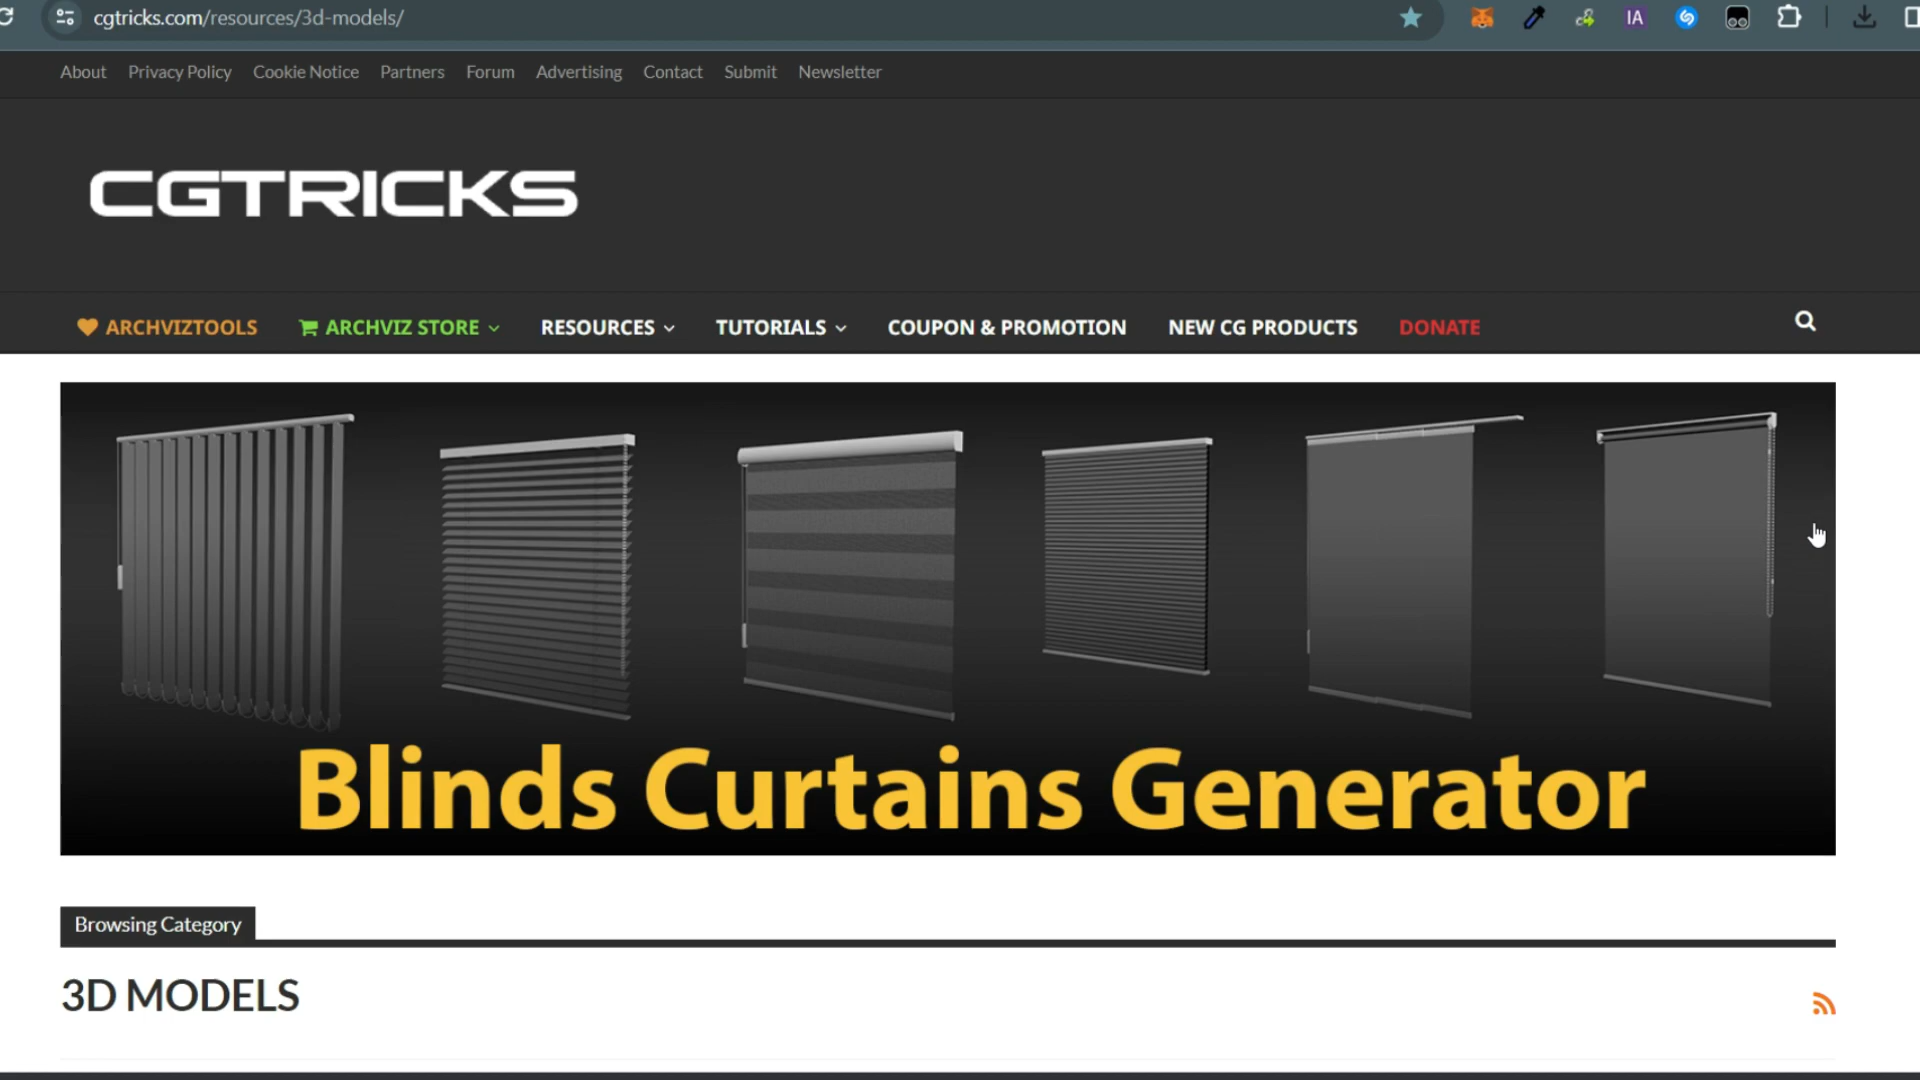 cgtricks.com/resources/3d-models/
IA
About Privacy Policy Cookie Notice Partners Forum Advertising Contact Submit Newsletter
CGTRICKS
ARCHVIZTOOLS ARCHVIZ STORE RESOURCES TUTORIALS COUPON & PROMOTION NEW CG PRODUCTS DONATE
Blinds Curtains Generator
Browsing Category
3D MODELS